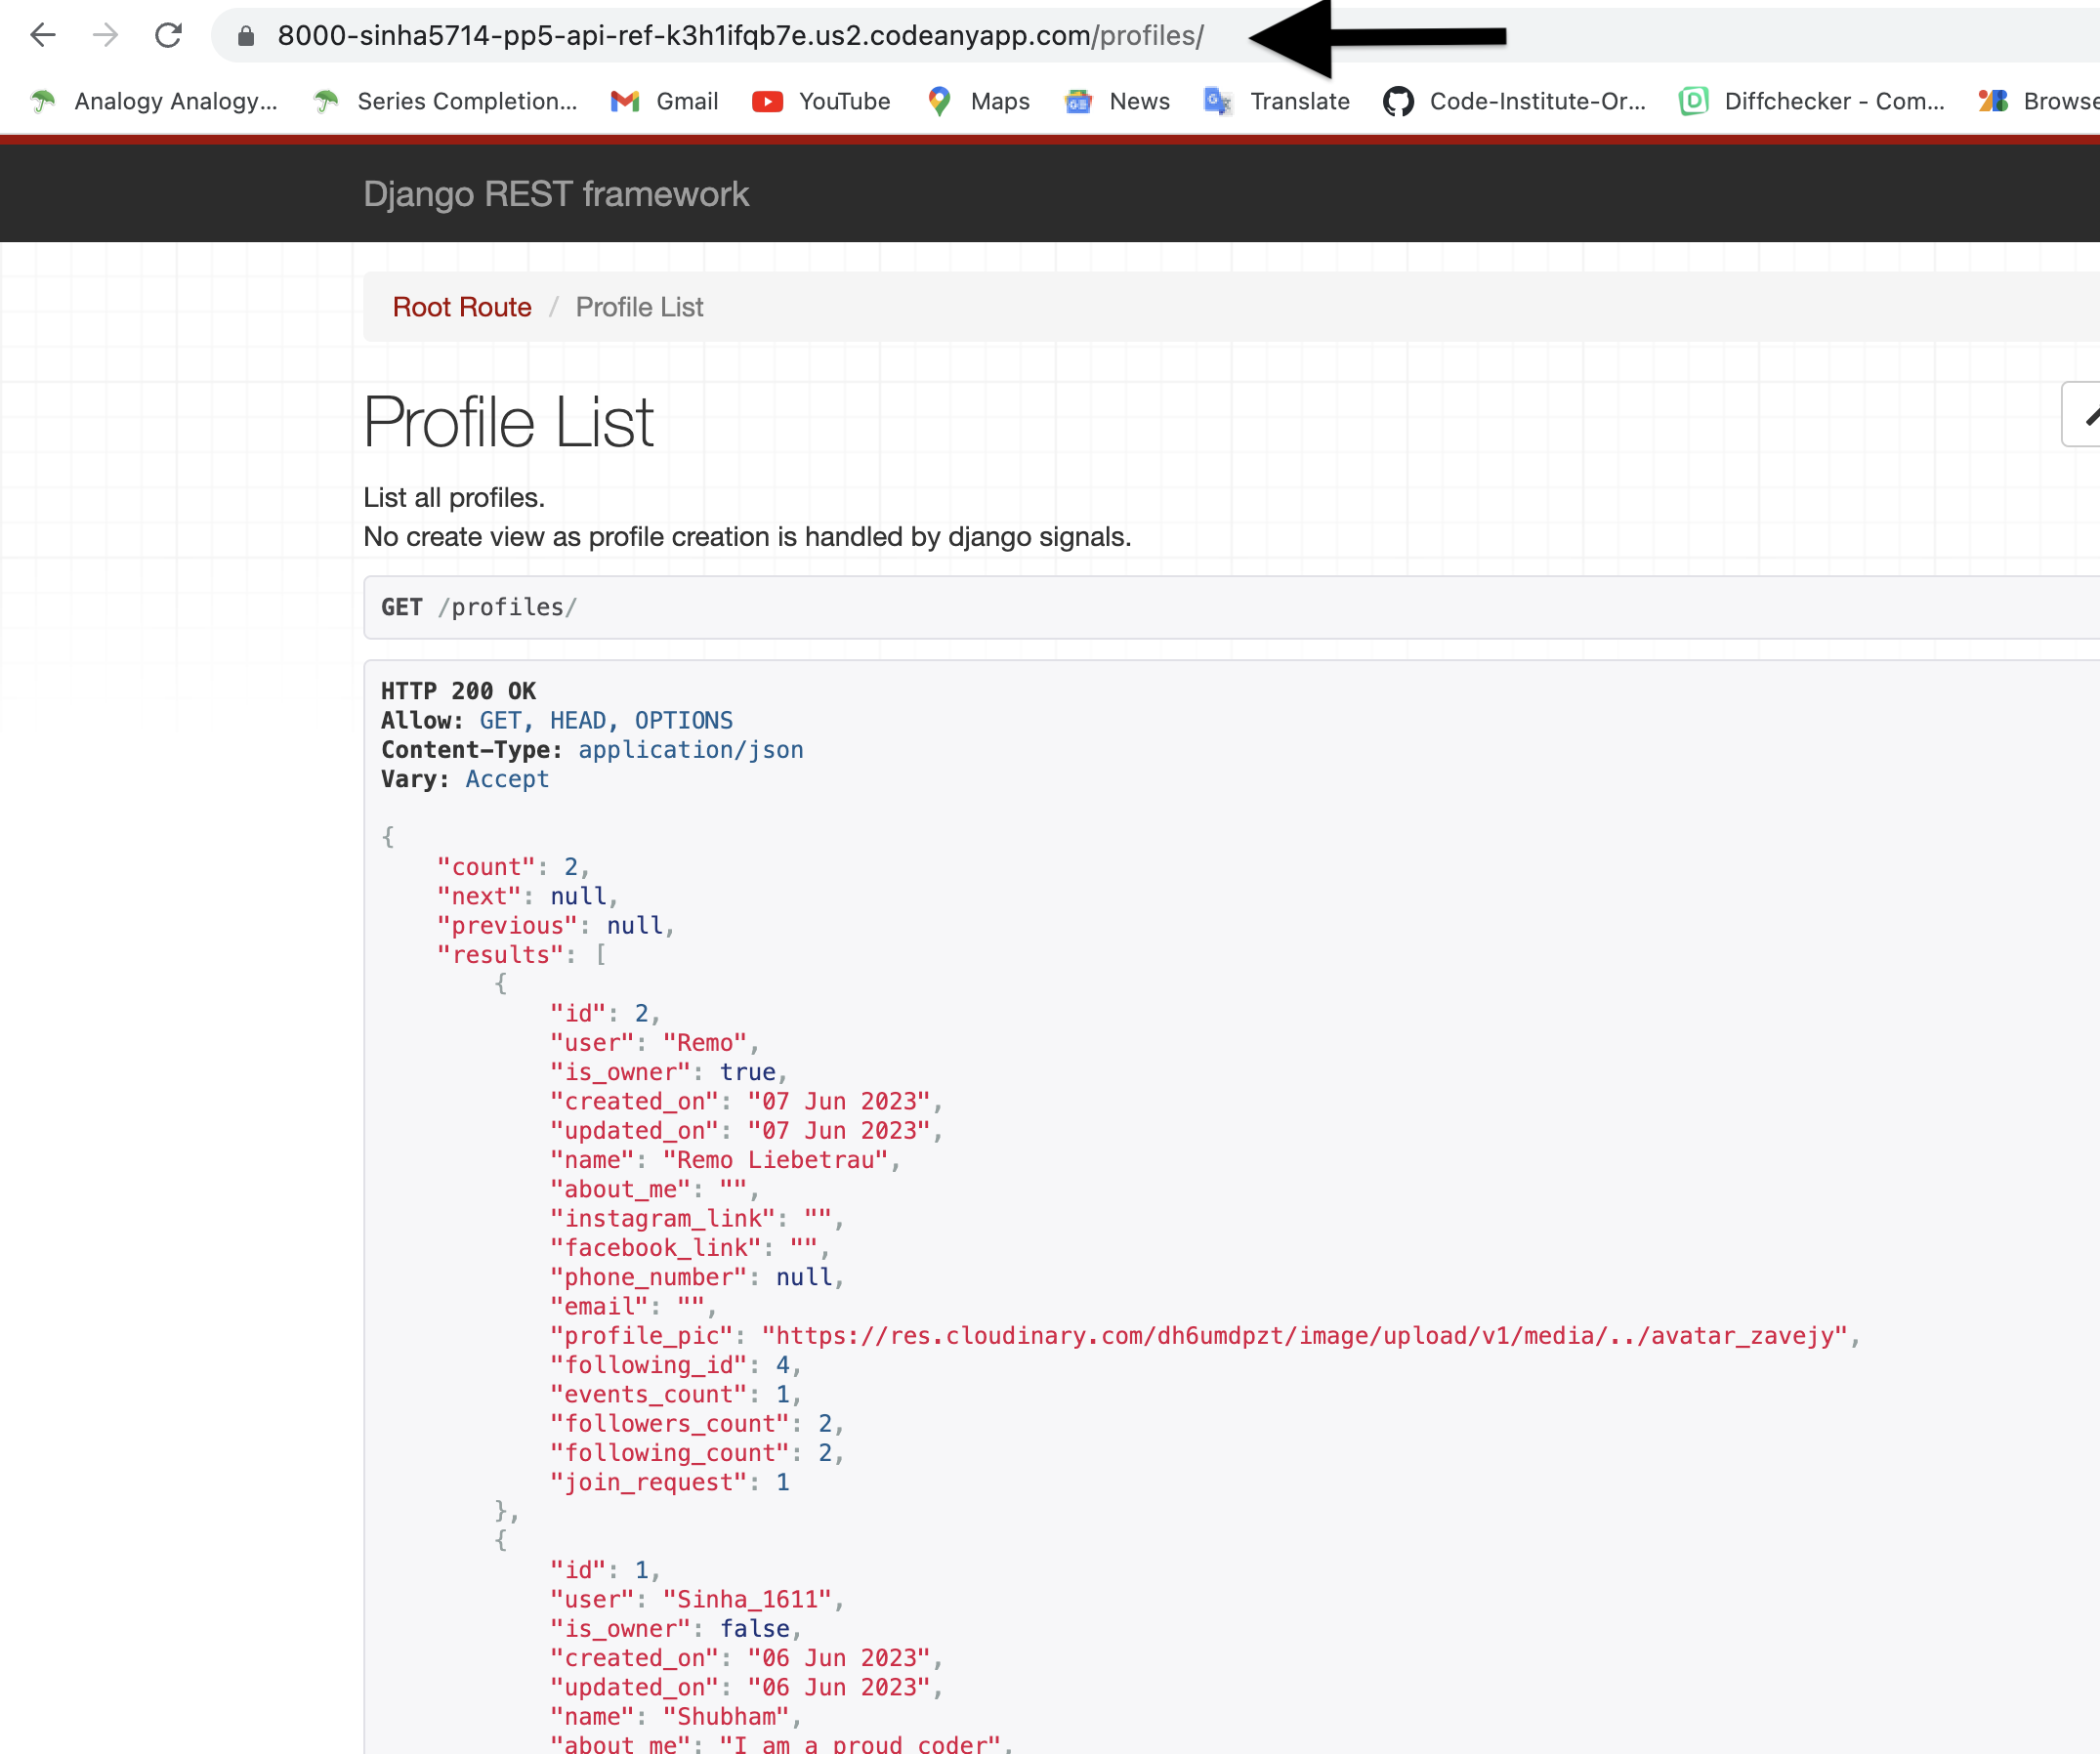 8000-sinha5714-pp5-api-ref-k3h1ifqb7e.us2.codeanyapp.com/profiles/
Analogy Analogy... Series Completion... Gmail YouTube Maps News Translate Code-Institute-Or... Diffchecker - Com... Browse
Django REST framework
Root Route / Profile List
Profile List
List all profiles.
No create view as profile creation is handled by django signals.
GET /profiles/
HTTP 200 OK
Allow: GET, HEAD, OPTIONS
Content-Type: application/json
Vary: Accept
{
    "count": 2,
    "next": null,
    "previous": null,
    "results": [
        {
            "id": 2,
            "user": "Remo",
            "is_owner": true,
            "created_on": "07 Jun 2023",
            "updated_on": "07 Jun 2023",
            "name": "Remo Liebetrau",
            "about_me": "",
            "instagram_link": "",
            "facebook_link": "",
            "phone_number": null,
            "email": "",
            "profile_pic": "https://res.cloudinary.com/dh6umdpzt/image/upload/v1/media/../avatar_zavejy",
            "following_id": 4,
            "events_count": 1,
            "followers_count": 2,
            "following_count": 2,
            "join_request": 1
        },
        {
            "id": 1,
            "user": "Sinha_1611",
            "is_owner": false,
            "created_on": "06 Jun 2023",
            "updated_on": "06 Jun 2023",
            "name": "Shubham",
            "about_me": "I am a proud coder",